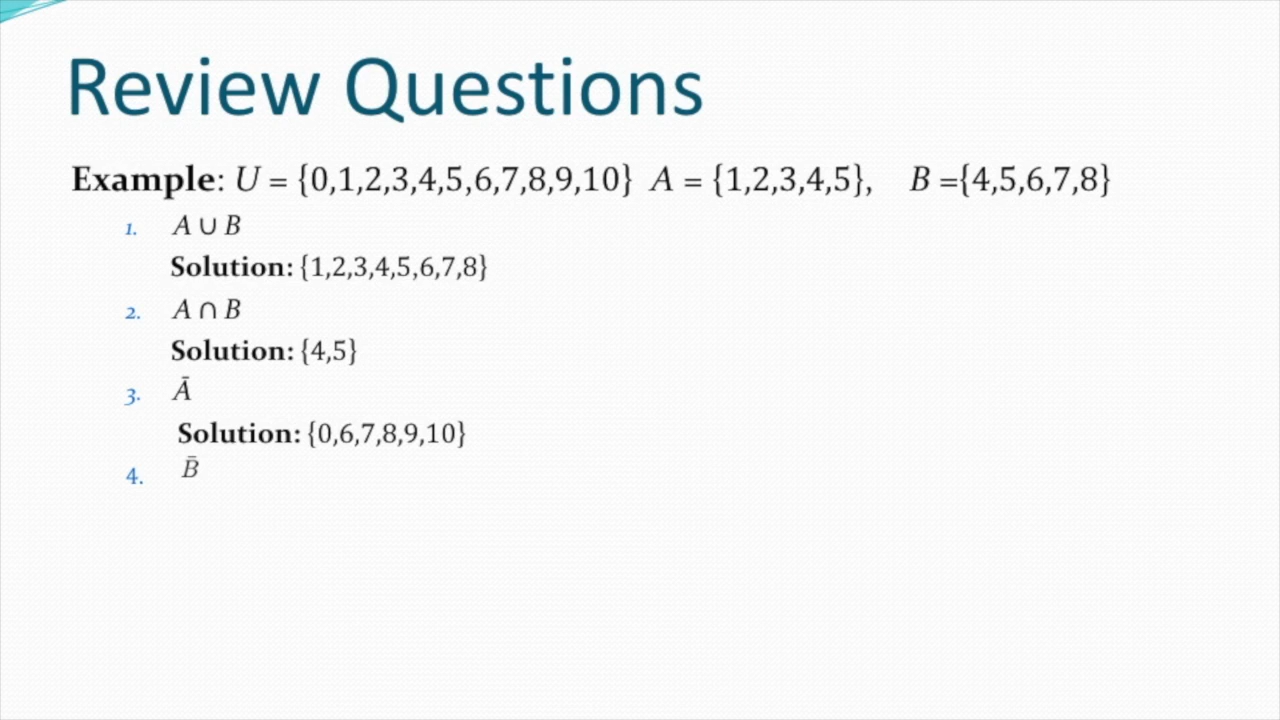 Review Questions
Example: U = {0,1,2,3,4,5,6,7,8,9,10} A = {1,2,3,4,5}, B ={4,5,6,7,8}
1. A ∪ B
Solution: {1,2,3,4,5,6,7,8}
2. A ∩ B
Solution: {4,5}
3. Ā
Solution: {0,6,7,8,9,10}
4. B̄